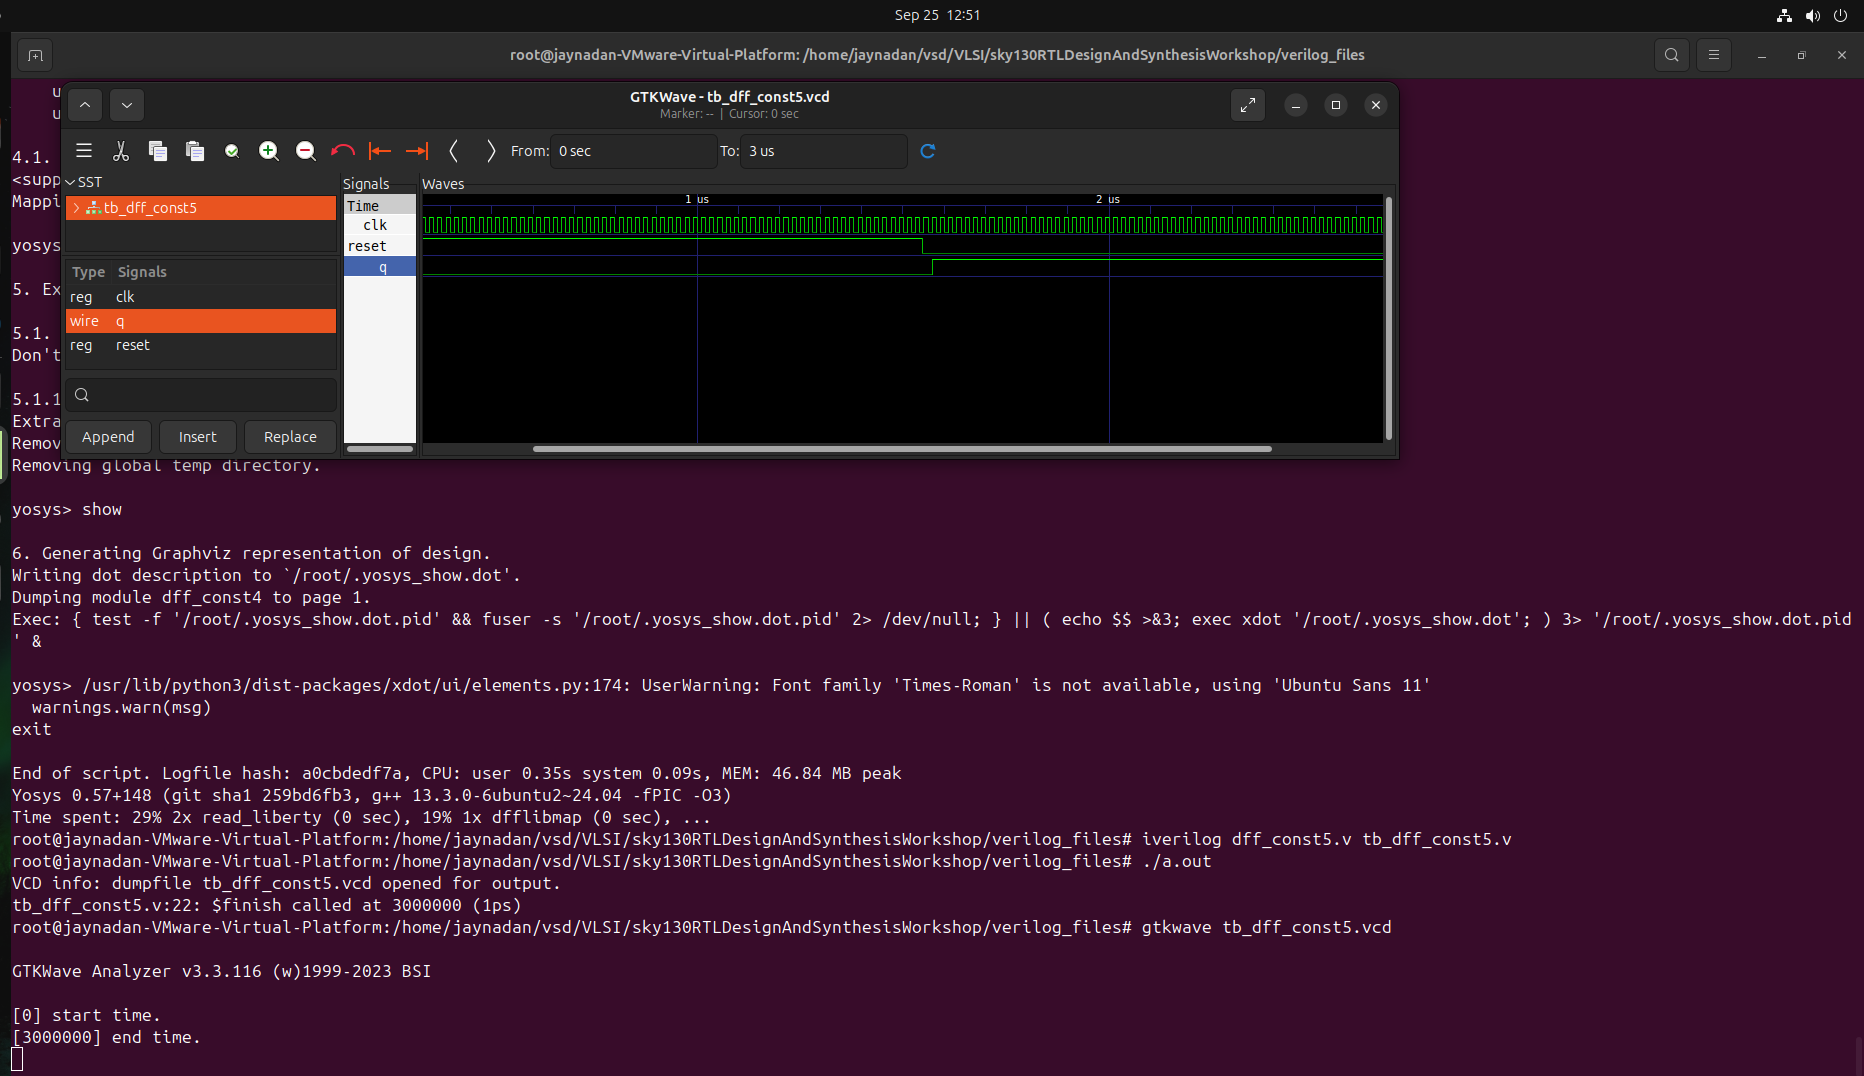 Sep 25 12:51
root@jaynadan-VMware-Virtual-Platform: /home/jaynadan/vsd/VLSI/sky130RTLDesignAndSynthesisWorkshop/verilog_files
GTKWave - tb_dff_const5.vcd
Marker: -- | Cursor: 0 sec
From: 0 sec To: 3 us
SST
tb_dff_const5
Type Signals
reg clk
wire q
reg reset
Append Insert Replace
Signals
Time
clk
reset
q
Waves
1 us 2 us
u
u
4.1.
<supp
Mappi
yosys
5. Ex
5.1.
Don't
5.1.1
Extra
Remov
Removing global temp directory.
yosys> show
6. Generating Graphviz representation of design.
Writing dot description to `/root/.yosys_show.dot'.
Dumping module dff_const4 to page 1.
Exec: { test -f '/root/.yosys_show.dot.pid' && fuser -s '/root/.yosys_show.dot.pid' 2> /dev/null; } || ( echo $$ >&3; exec xdot '/root/.yosys_show.dot'; ) 3> '/root/.yosys_show.dot.pid
' &
yosys> /usr/lib/python3/dist-packages/xdot/ui/elements.py:174: UserWarning: Font family 'Times-Roman' is not available, using 'Ubuntu Sans 11'
warnings.warn(msg)
exit
End of script. Logfile hash: a0cbdedf7a, CPU: user 0.35s system 0.09s, MEM: 46.84 MB peak
Yosys 0.57+148 (git sha1 259bd6fb3, g++ 13.3.0-6ubuntu2~24.04 -fPIC -O3)
Time spent: 29% 2x read_liberty (0 sec), 19% 1x dfflibmap (0 sec), ...
root@jaynadan-VMware-Virtual-Platform:/home/jaynadan/vsd/VLSI/sky130RTLDesignAndSynthesisWorkshop/verilog_files# iverilog dff_const5.v tb_dff_const5.v
root@jaynadan-VMware-Virtual-Platform:/home/jaynadan/vsd/VLSI/sky130RTLDesignAndSynthesisWorkshop/verilog_files# ./a.out
VCD info: dumpfile tb_dff_const5.vcd opened for output.
tb_dff_const5.v:22: $finish called at 3000000 (1ps)
root@jaynadan-VMware-Virtual-Platform:/home/jaynadan/vsd/VLSI/sky130RTLDesignAndSynthesisWorkshop/verilog_files# gtkwave tb_dff_const5.vcd
GTKWave Analyzer v3.3.116 (w)1999-2023 BSI
[0] start time.
[3000000] end time.